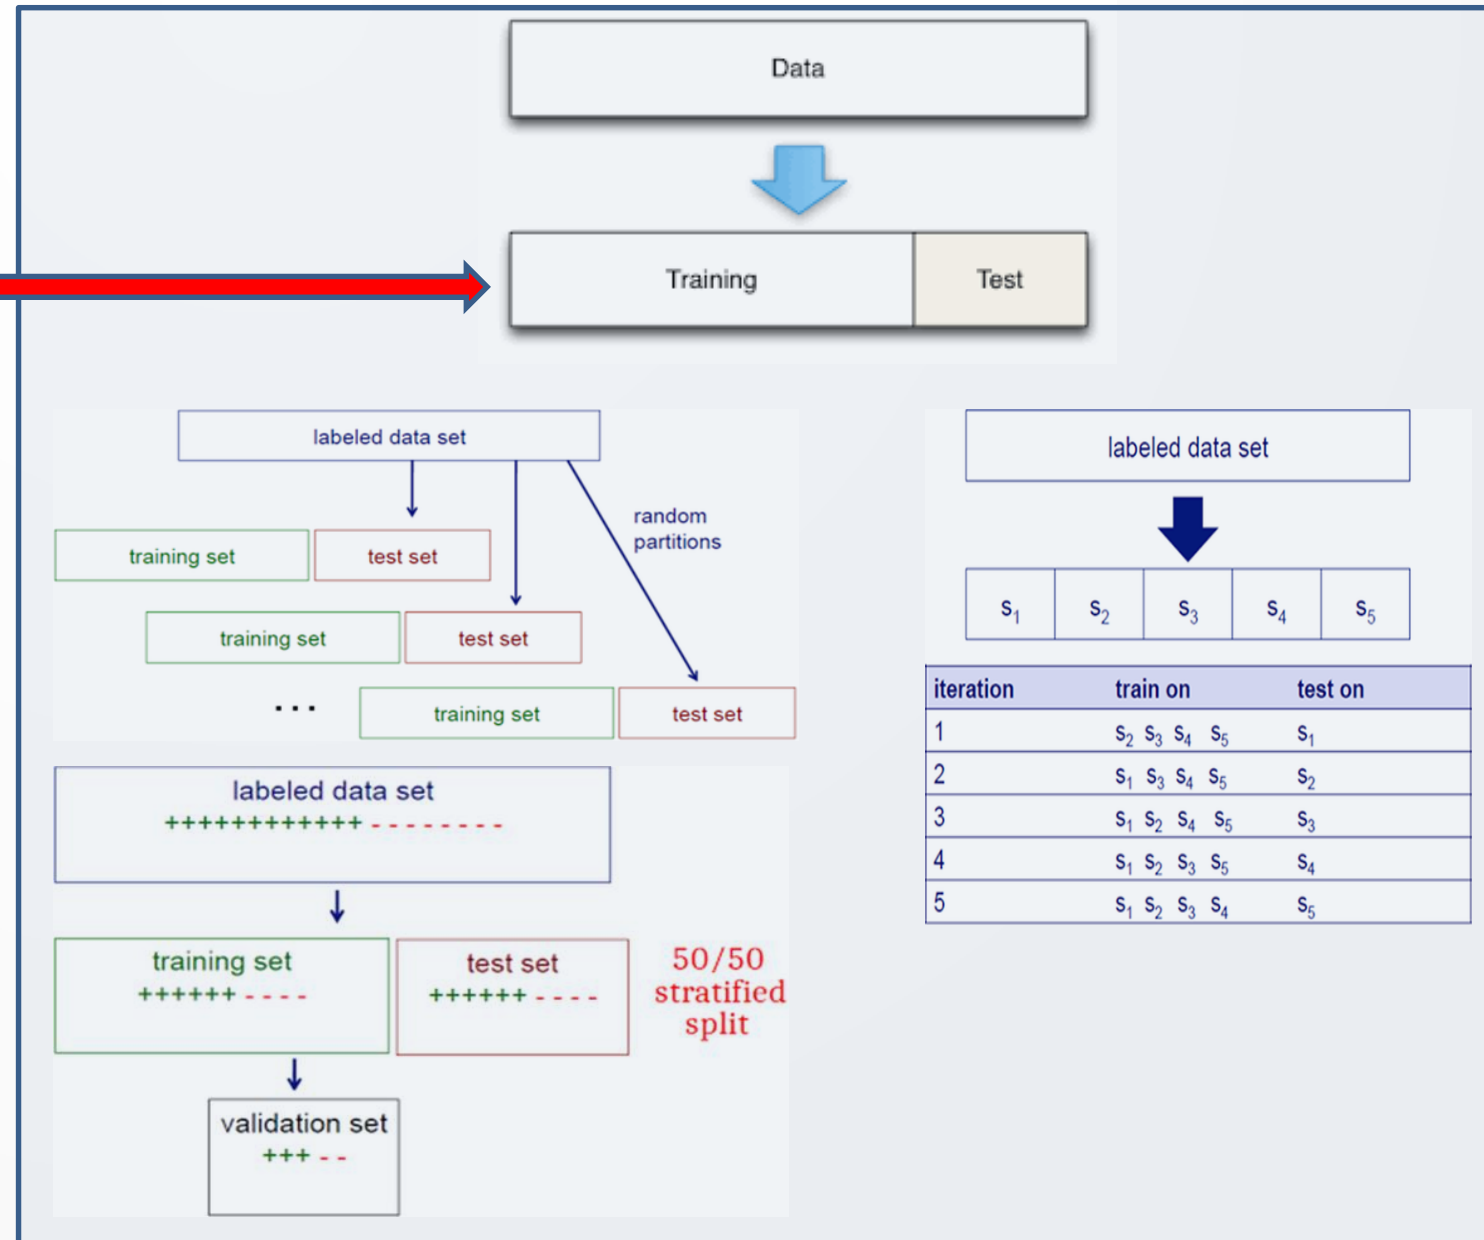 Data
Training Test
labeled data set
random
partitions
training set test set
training set test set
... training set test set
labeled data set
++++++++++++ - - - - - - - -
training set
++++++ - - - -
test set
++++++ - - - -
50/50
stratified
split
validation set
+++ - -
labeled data set
s₁ s₂ s₃ s₄ s₅
iteration train on test on
1 s₂ s₃ s₄ s₅ s₁
2 s₁ s₃ s₄ s₅ s₂
3 s₁ s₂ s₄ s₅ s₃
4 s₁ s₂ s₃ s₅ s₄
5 s₁ s₂ s₃ s₄ s₅